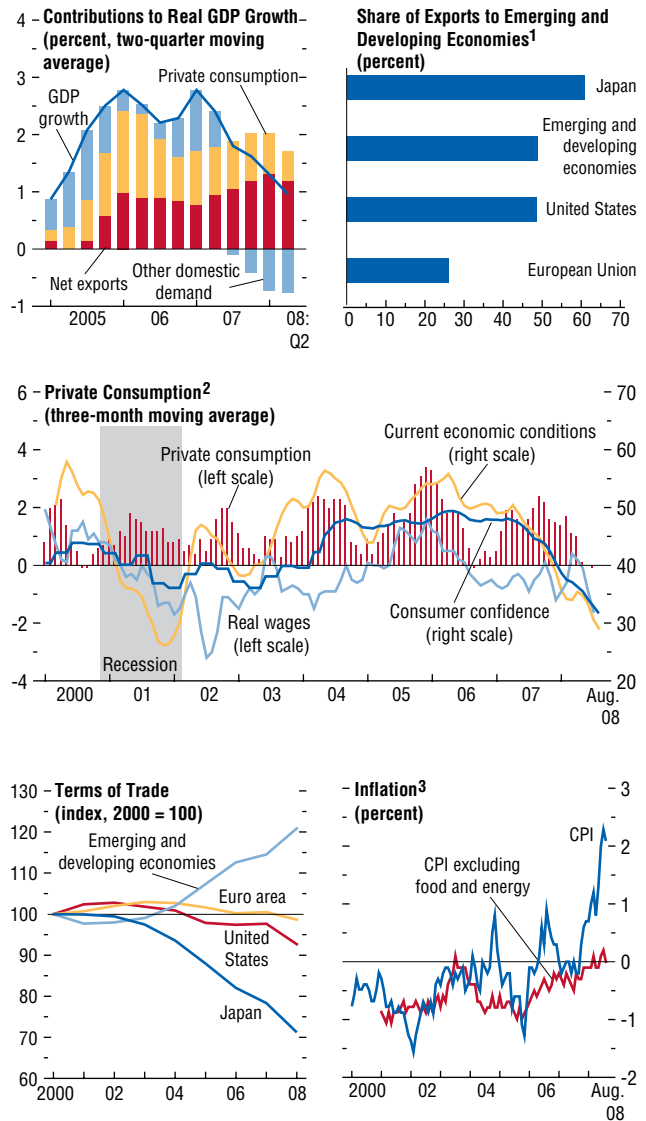 Contributions to Real GDP Growth
(percent, two-quarter moving
average)
4
3
2
1
0
-1
Private consumption
GDP
growth
Net exports
Other domestic
demand
2005
06
07
08:
Q2
Share of Exports to Emerging and
Developing Economies1
(percent)
Japan
Emerging and
developing
economies
United States
European Union
0 10 20 30 40 50 60 70
Private Consumption2
(three-month moving average)
6
4
2
0
-2
-4
70
60
50
40
30
20
Private consumption
(left scale)
Current economic conditions
(right scale)
Real wages
(left scale)
Consumer confidence
(right scale)
Recession
2000 01 02 03 04 05 06 07 Aug.
08
Terms of Trade
(index, 2000 = 100)
130
120
110
100
90
80
70
60
Emerging and
developing economies
Euro area
United
States
Japan
2000 02 04 06 08
Inflation3
(percent)
3
2
1
0
-1
-2
CPI
CPI excluding
food and energy
2000 02 04 06 Aug.
08